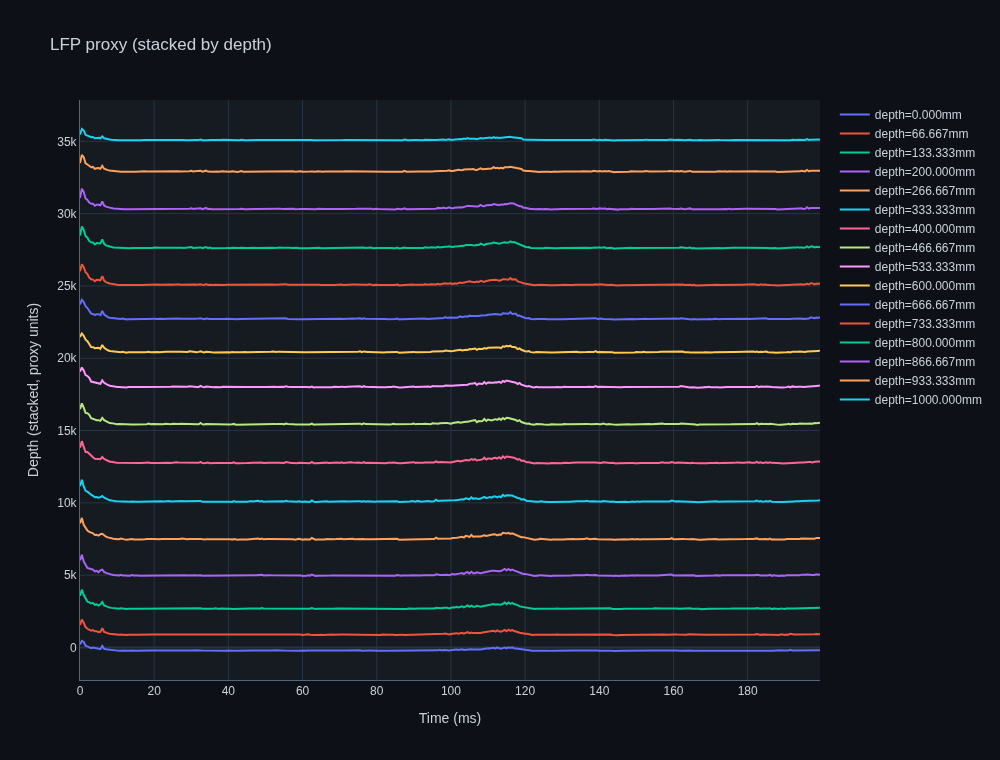 LFP proxy (stacked by depth)
35k
30k
25k
20k
15k
10k
5k
0
Depth (stacked, proxy units)
0 20 40 60 80 100 120 140 160 180
Time (ms)
depth=0.000mm
depth=66.667mm
depth=133.333mm
depth=200.000mm
depth=266.667mm
depth=333.333mm
depth=400.000mm
depth=466.667mm
depth=533.333mm
depth=600.000mm
depth=666.667mm
depth=733.333mm
depth=800.000mm
depth=866.667mm
depth=933.333mm
depth=1000.000mm